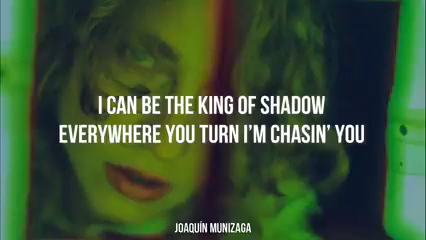 I CAN BE THE KING OF SHADOW
EVERYWHERE YOU TURN I'M CHASIN' YOU
JOAQUÍN MUNIZAGA